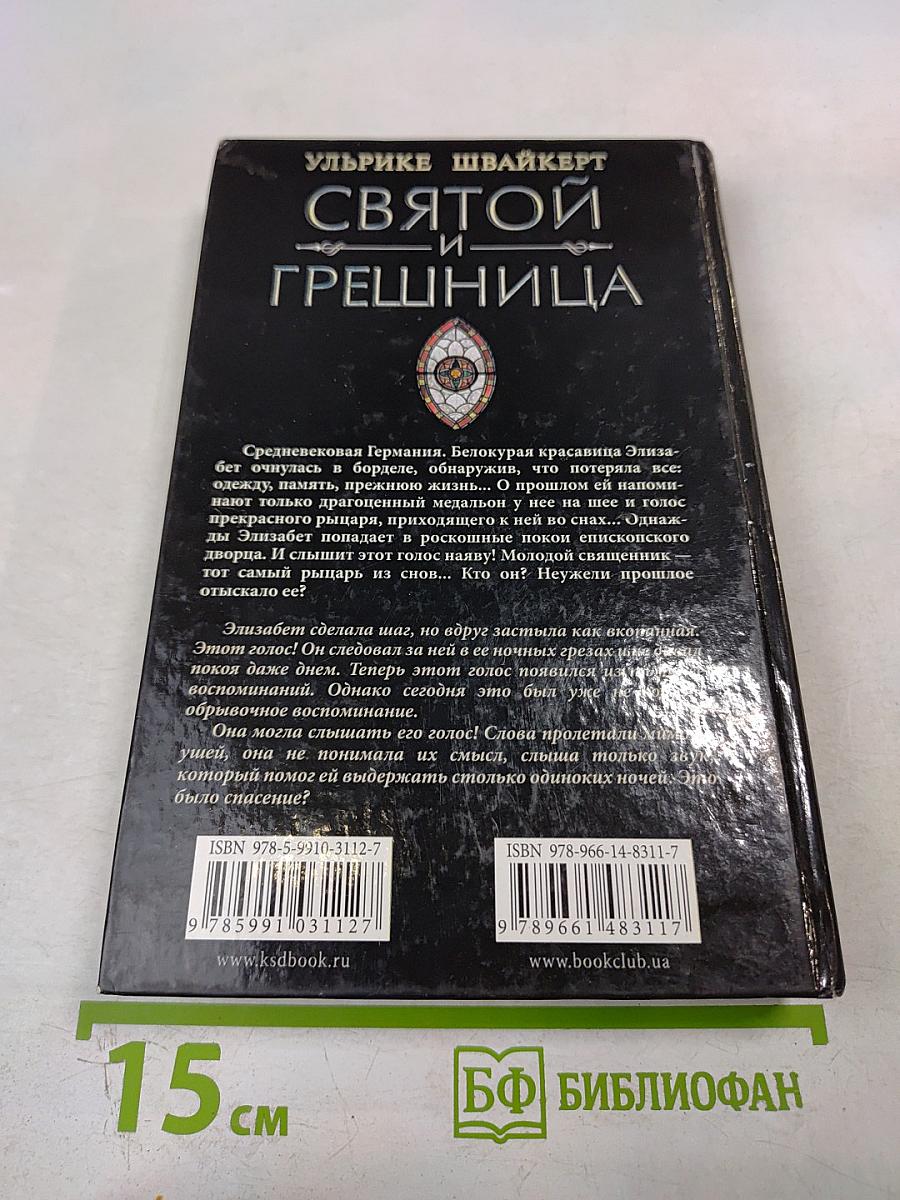 УЛЬРИКЕ ШВАЙКЕРТ
СВЯТОЙ
И
ГРЕШНИЦА
Средневековая Германия. Белокурая красавица Элиза-
бет очнулась в борделе, обнаружив, что потеряла все:
одежду, память, прежнюю жизнь... О прошлом ей напоми-
нают только драгоценный медальон у нее на шее и голос
прекрасного рыцаря, приходящего к ней во снах... Однаж-
ды Элизабет попадает в роскошные покои епископского
дворца. И слышит этот голос наяву! Молодой священник —
тот самый рыцарь из снов... Кто он? Неужели прошлое
отыскало ее?
Элизабет сделала шаг, но вдруг застыла как вкопанная.
Этот голос! Он следовал за ней в ее ночных грезах
покоя даже днем. Теперь этот голос появился из
воспоминаний. Однако сегодня это был уже не
обрывочное воспоминание.
Она могла слышать его голос! Слова пролетали мимо
ушей, она не понимала их смысл, слыша только звук,
который помог ей выдержать столько одиноких ночей. Это
было спасение?
ISBN 978-5-9910-3112-7
ISBN 978-966-14-8311-7
9 785991 031127
9 789661 483117
www.ksdbook.ru
www.bookclub.ua
15 см
БФ БИБЛИОФАН